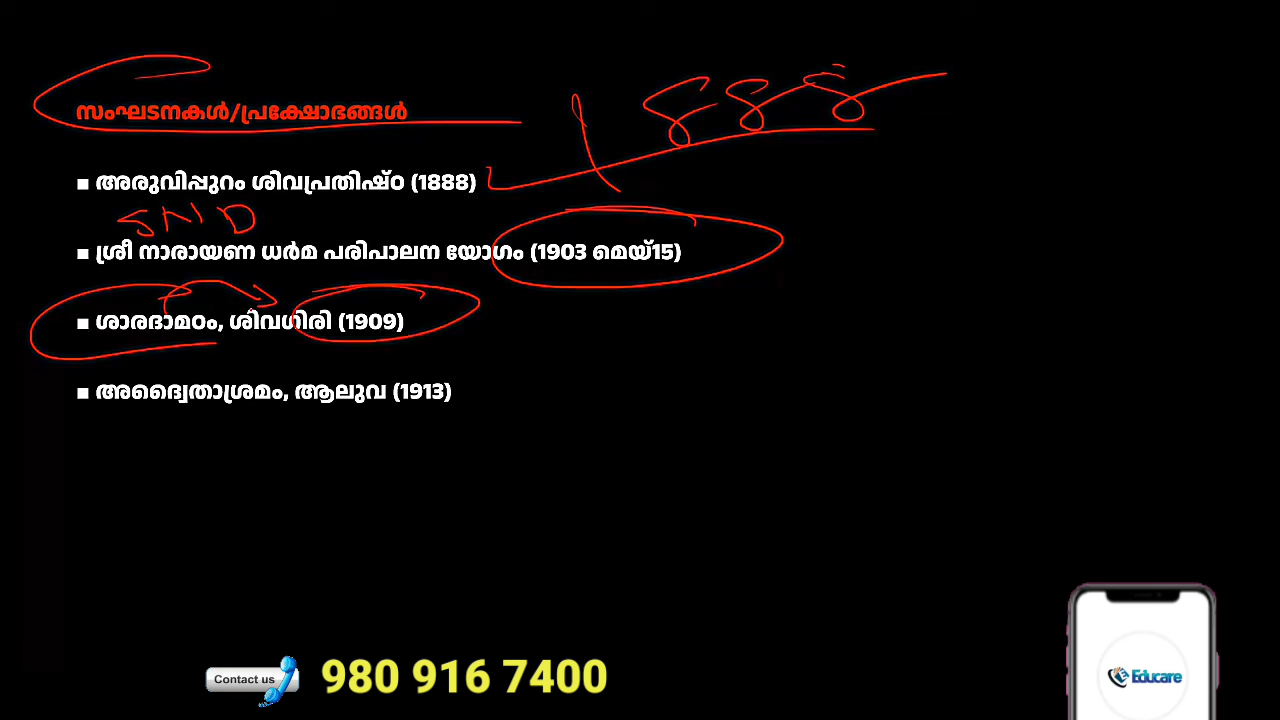 സംഘടനകൾ/പ്രക്ഷോഭങ്ങൾ
1888
▪ അരുവിപ്പുറം ശിവപ്രതിഷ്ഠ (1888)
SND
▪ ശ്രീ നാരായണ ധർമ പരിപാലന യോഗം (1903 മെയ്15)
▪ ശാരദാമഠം, ശിവഗിരി (1909)
▪ അദ്വൈതാശ്രമം, ആലുവ (1913)
Contact us
980 916 7400
Educare